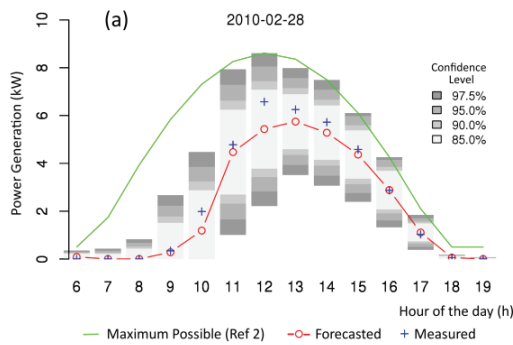 (a)
2010-02-28
Power Generation (kW)
10
8
6
4
2
0
Confidence
Level
97.5%
95.0%
90.0%
85.0%
6 7 8 9 10 11 12 13 14 15 16 17 18 19
Hour of the day (h)
Maximum Possible (Ref 2) Forecasted Measured